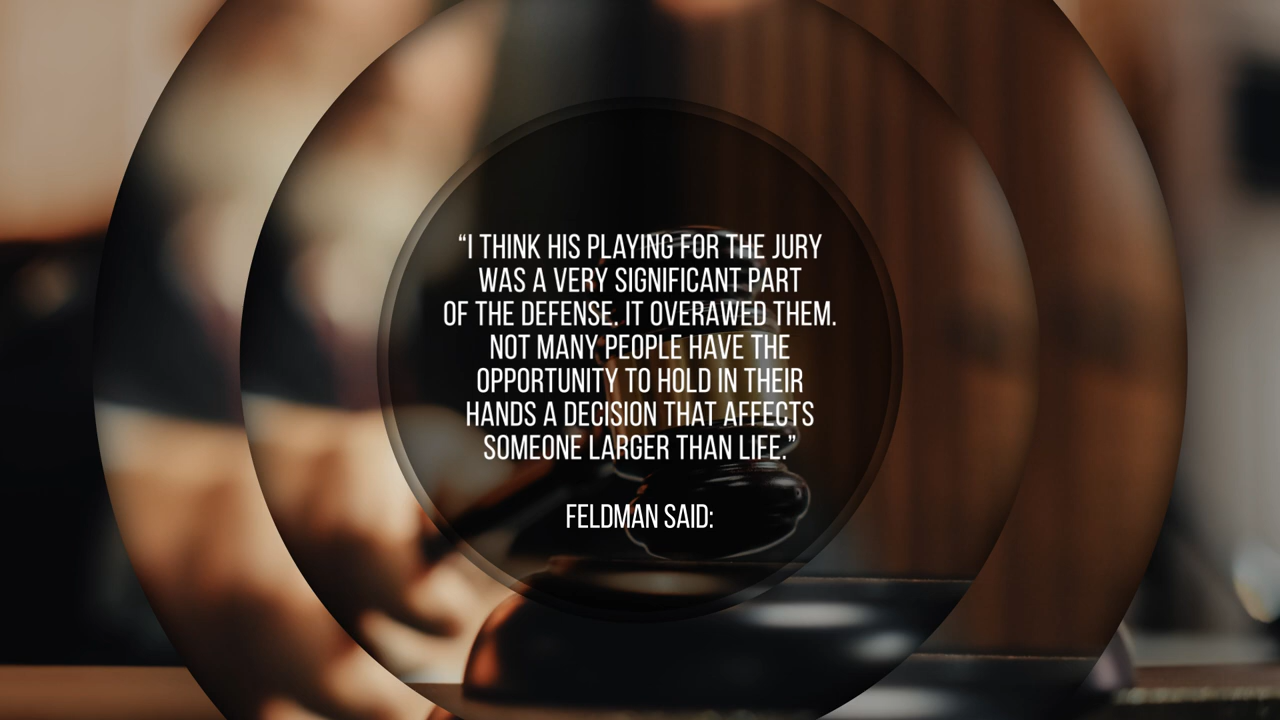 “I THINK HIS PLAYING FOR THE JURY
WAS A VERY SIGNIFICANT PART
OF THE DEFENSE. IT OVERAWED THEM.
NOT MANY PEOPLE HAVE THE
OPPORTUNITY TO HOLD IN THEIR
HANDS A DECISION THAT AFFECTS
SOMEONE LARGER THAN LIFE.”
FELDMAN SAID: